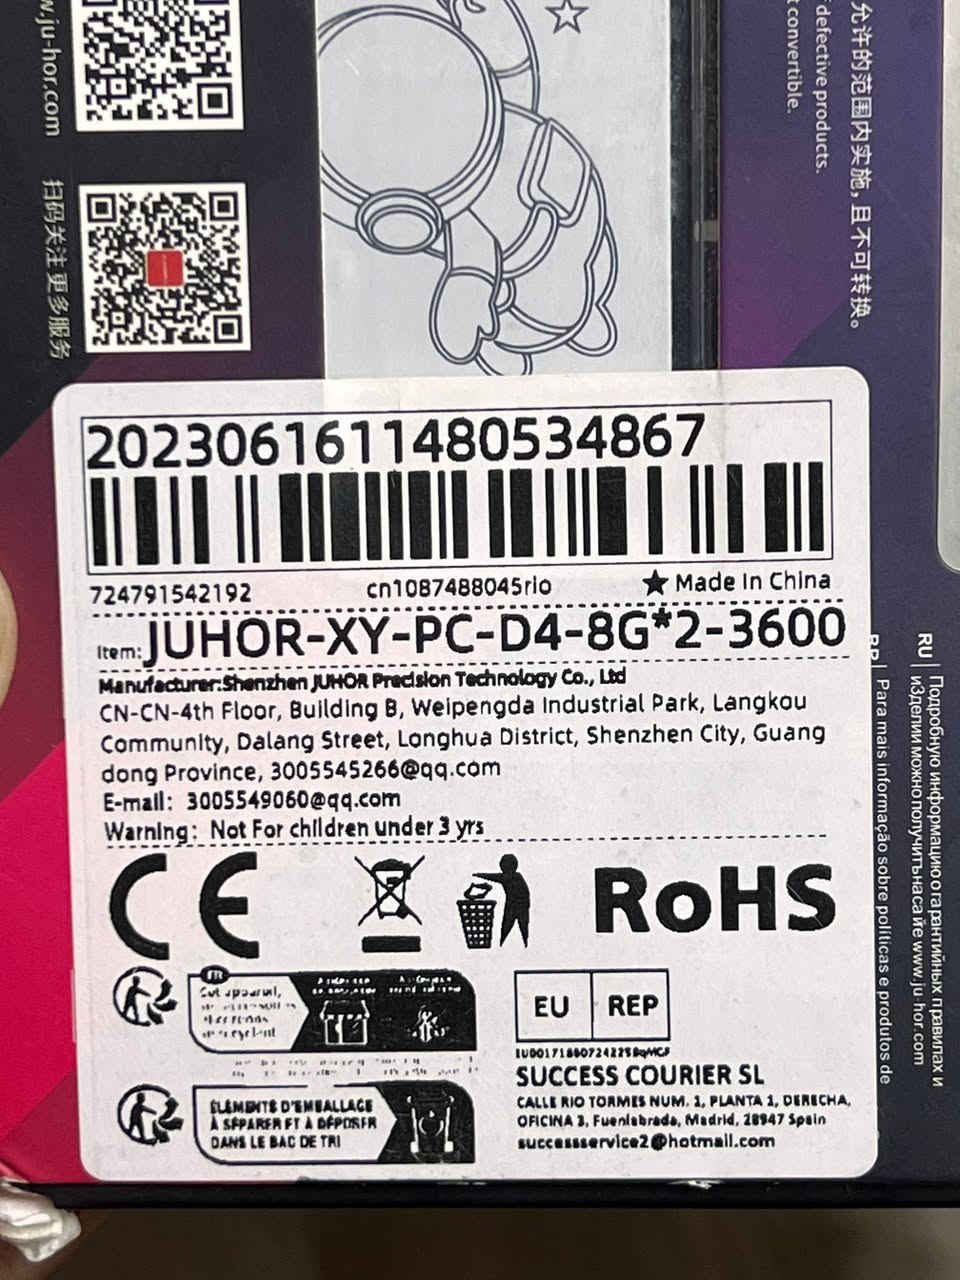 w.ju-hor.com
扫码关注更多服务
允许的范围内实施,且不可转换。
defective products.
t convertible.
2023061611480534867
724791542192 cn1087488045rlo ★ Made In China
Item: JUHOR-XY-PC-D4-8G*2-3600
Manufacturer:Shenzhen JUHOR Precision Technology Co., Ltd
CN-CN-4th Floor, Building B, Weipengda Industrial Park, Langkou
Community, Dalang Street, Longhua District, Shenzhen City, Guang
dong Province, 3005545266@qq.com
E-mail: 3005549060@qq.com
Warning: Not For children under 3 yrs
CE
RoHS
FR
Cet appareil,
EU REP
SUCCESS COURIER SL
CALLE RIO TORMES NUM. 1, PLANTA 1, DERECHA,
OFICINA 3, Fuenlabrada, Madrid, 28947 Spain
successservice2@hotmail.com
ÉLÉMENTS D'EMBALLAGE
À SÉPARER ET À DÉPOSER
DANS LE BAC DE TRI
RU | Подробную информацию о гарантийных правилах и
изделии можно получить на сайте www.ju-hor.com
BR | Para mais informação sobre políticas e produtos de